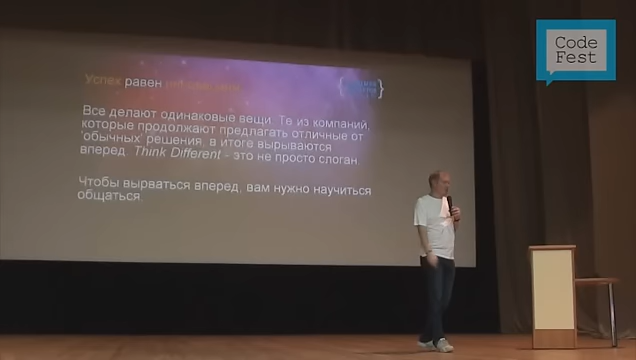 Code
Fest
Успех равен
Все делают одинаковые вещи. Те из компаний,
которые продолжают предлагать отличные от
'обычных' решения, в итоге вырываются
вперед. Think Different - это не просто слоган.
Чтобы вырваться вперед, вам нужно научиться
общаться.